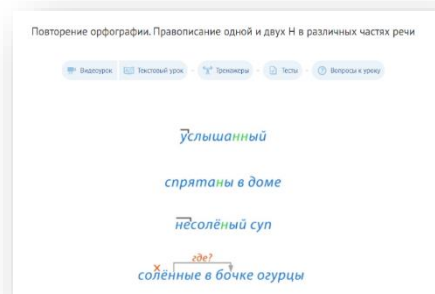 Повторение орфографии. Правописание одной и двух Н в различных частях речи
Видеоурок Текстовый урок Тренажеры Тесты Вопросы к уроку
услышанный
спрятаны в доме
несолёный суп
где?
х
солённые в бочке огурцы